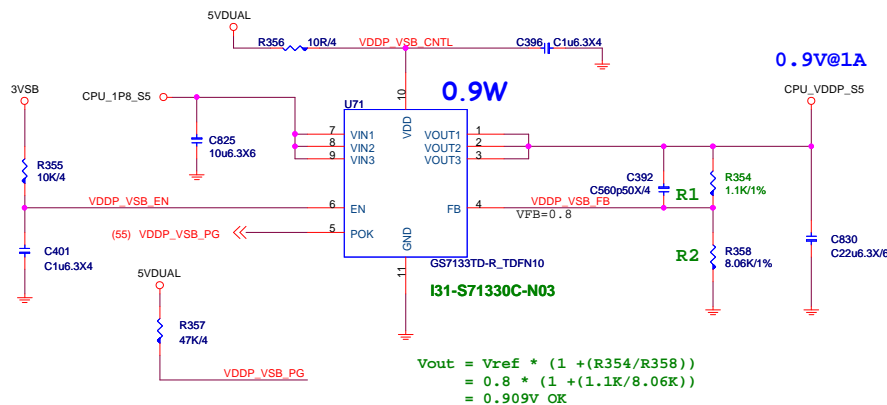 5VDUAL
R356
10R/4
VDDP_VSB_CNTL
C396
C1u6.3X4
0.9V@1A
3VSB
CPU_1P8_S5
0.9W
CPU_VDDP_S5
U71
10
VDD
C825
10u6.3X6
7
VIN1
VOUT1
1
8
VIN2
VOUT2
2
9
VIN3
VOUT3
3
R355
10K/4
C392
C560p50X/4
R1
R354
1.1K/1%
VDDP_VSB_EN
6
EN
FB
4
VDDP_VSB_FB
VFB=0.8
(55) VDDP_VSB_PG
5
POK
GND
11
C401
C1u6.3X4
R2
R358
8.06K/1%
C830
C22u6.3X/6
GS7133TD-R_TDFN10
I31-S71330C-N03
5VDUAL
R357
47K/4
VDDP_VSB_PG
Vout = Vref * (1 +(R354/R358))
= 0.8 * (1 +(1.1K/8.06K))
= 0.909V OK